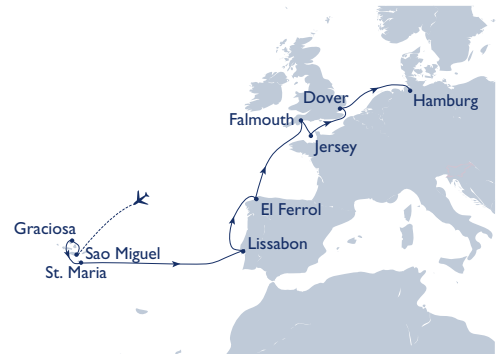 Dover
Hamburg
Falmouth
Jersey
El Ferrol
Graciosa
Lissabon
Sao Miguel
St. Maria